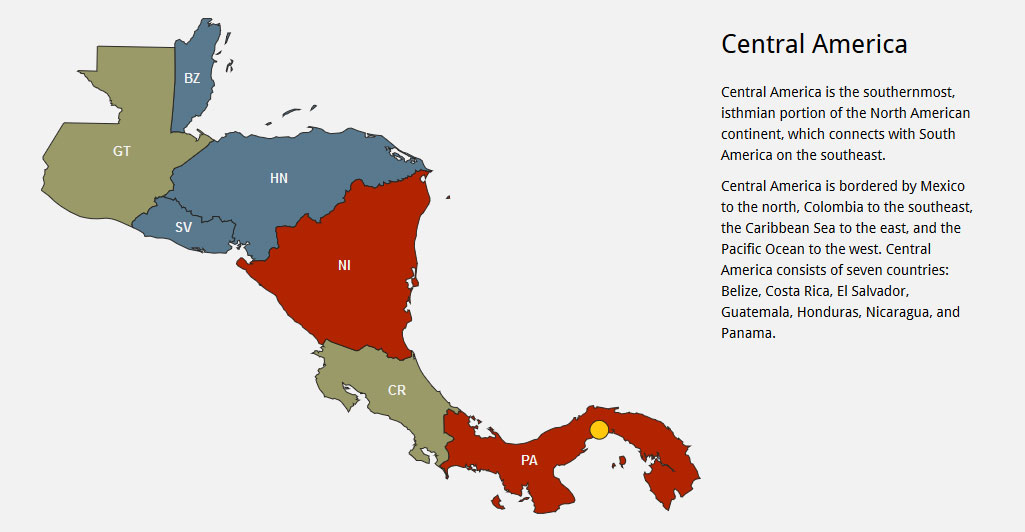 Central America
Central America is the southernmost,
isthmian portion of the North American
continent, which connects with South
America on the southeast.
Central America is bordered by Mexico
to the north, Colombia to the southeast,
the Caribbean Sea to the east, and the
Pacific Ocean to the west. Central
America consists of seven countries:
Belize, Costa Rica, El Salvador,
Guatemala, Honduras, Nicaragua, and
Panama.
BZ
GT
HN
SV
NI
CR
PA